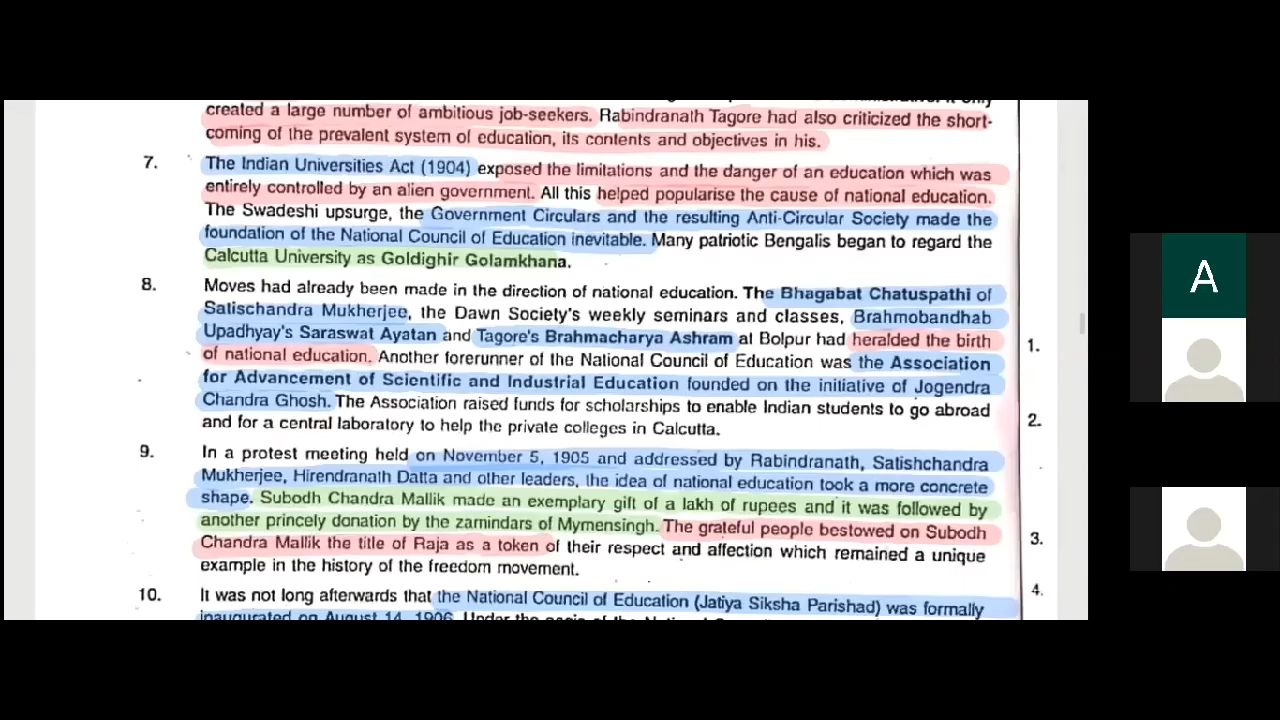 created a large number of ambitious job-seekers. Rabindranath Tagore had also criticized the short-
coming of the prevalent system of education, its contents and objectives in his.
7. The Indian Universities Act (1904) exposed the limitations and the danger of an education which was
entirely controlled by an alien government. All this helped popularise the cause of national education.
The Swadeshi upsurge, the Government Circulars and the resulting Anti-Circular Society made the
foundation of the National Council of Education inevitable. Many patriotic Bengalis began to regard the
Calcutta University as Goldighir Golamkhana.
8. Moves had already been made in the direction of national education. The Bhagabat Chatuspathi of
Salischandra Mukherjee, the Dawn Society's weekly seminars and classes, Brahmobandhab
Upadhyay's Saraswat Ayatan and Tagore's Brahmacharya Ashram al Bolpur had heralded the birth
of national education. Another forerunner of the National Council of Education was the Association
for Advancement of Scientific and Industrial Education founded on the initiative of Jogendra
Chandra Ghosh. The Association raised funds for scholarships to enable Indian students to go abroad
and for a central laboratory to help the private colleges in Calcutta.
9. In a protest meeting held on November 5, 1905 and addressed by Rabindranath, Satishchandra
Mukherjee, Hirendranath Datta and other leaders, the idea of national education took a more concrete
shape. Subodh Chandra Mallik made an exemplary gift of a lakh of rupees and it was followed by
another princely donation by the zamindars of Mymensingh. The grateful people bestowed on Subodh
Chandra Mallik the title of Raja as a token of their respect and affection which remained a unique
example in the history of the freedom movement.
10. It was not long afterwards that the National Council of Education (Jatiya Siksha Parishad) was formally
inaugurated on August 14, 1906. Under the aegis of the National
1.
2.
3.
4.
A